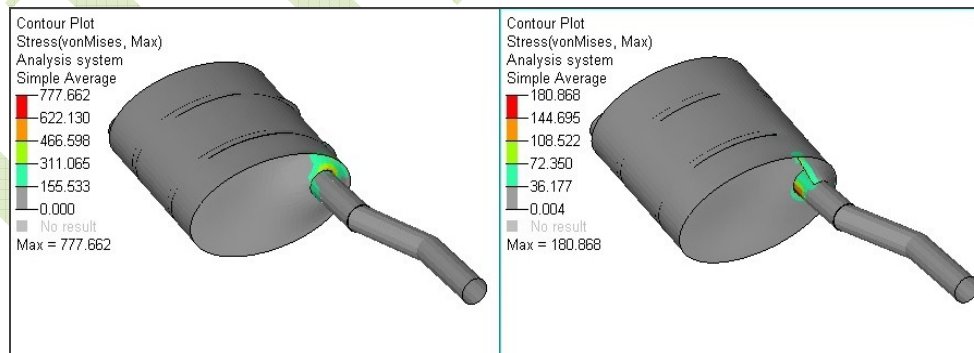 Contour Plot
Stress(vonMises, Max)
Analysis system
Simple Average
777.662
622.130
466.598
311.065
155.533
0.000
No result
Max = 777.662
Contour Plot
Stress(vonMises, Max)
Analysis system
Simple Average
180.868
144.695
108.522
72.350
36.177
0.004
No result
Max = 180.868